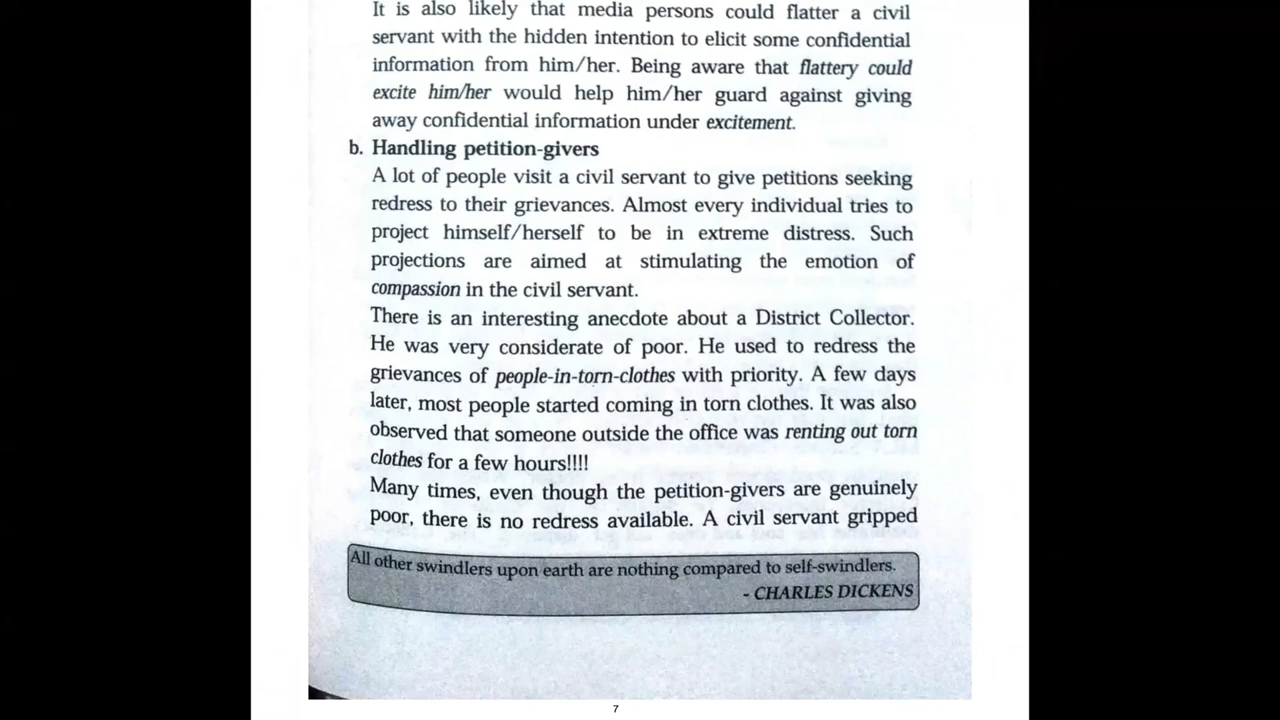 It is also likely that media persons could flatter a civil
servant with the hidden intention to elicit some confidential
information from him/her. Being aware that flattery could
excite him/her would help him/her guard against giving
away confidential information under excitement.
b. Handling petition-givers
A lot of people visit a civil servant to give petitions seeking
redress to their grievances. Almost every individual tries to
project himself/herself to be in extreme distress. Such
projections are aimed at stimulating the emotion of
compassion in the civil servant.
There is an interesting anecdote about a District Collector.
He was very considerate of poor. He used to redress the
grievances of people-in-torn-clothes with priority. A few days
later, most people started coming in torn clothes. It was also
observed that someone outside the office was renting out torn
clothes for a few hours!!!!
Many times, even though the petition-givers are genuinely
poor, there is no redress available. A civil servant gripped
All other swindlers upon earth are nothing compared to self-swindlers.
- CHARLES DICKENS
7